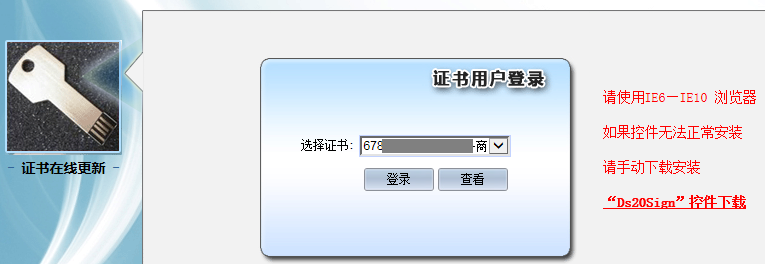 证书用户登录
选择证书: 678 -商
登录 查看
- 证书在线更新 -
请使用IE6－IE10 浏览器
如果控件无法正常安装
请手动下载安装
“Ds20Sign”控件下载